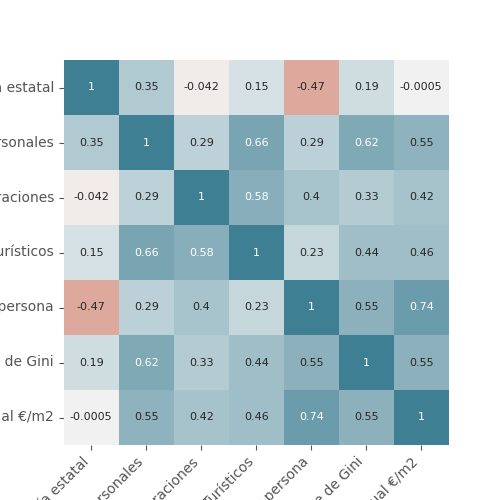 estatal 1 0.35 -0.042 0.15 -0.47 0.19 -0.0005
rsonales 0.35 1 0.29 0.66 0.29 0.62 0.55
raciones -0.042 0.29 1 0.58 0.4 0.33 0.42
urísticos 0.15 0.66 0.58 1 0.23 0.44 0.46
persona -0.47 0.29 0.4 0.23 1 0.55 0.74
de Gini 0.19 0.62 0.33 0.44 0.55 1 0.55
al €/m2 -0.0005 0.55 0.42 0.46 0.74 0.55 1
ía estatal
rsonales
raciones
Turísticos
persona
e de Gini
ual €/m2